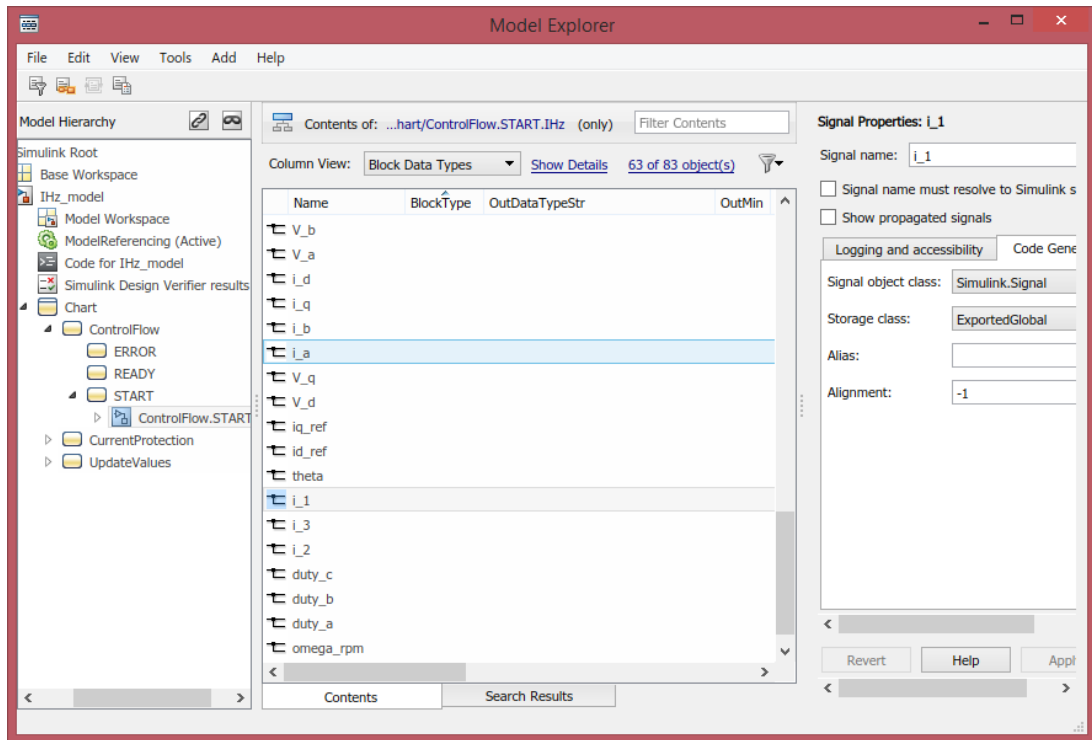 Model Explorer
File Edit View Tools Add Help
Model Hierarchy
Simulink Root
Base Workspace
IHz_model
Model Workspace
ModelReferencing (Active)
Code for IHz_model
Simulink Design Verifier results
Chart
ControlFlow
ERROR
READY
START
ControlFlow.START
CurrentProtection
UpdateValues
Contents of: ...hart/ControlFlow.START.IHz (only) Filter Contents
Column View: Block Data Types Show Details 63 of 83 object(s)
Name BlockType OutDataTypeStr OutMin
V_b
V_a
i_d
i_q
i_b
i_a
V_q
V_d
iq_ref
id_ref
theta
i_1
i_3
i_2
duty_c
duty_b
duty_a
omega_rpm
Contents Search Results
Signal Properties: i_1
Signal name: i_1
Signal name must resolve to Simulink s
Show propagated signals
Logging and accessibility Code Gene
Signal object class: Simulink.Signal
Storage class: ExportedGlobal
Alias:
Alignment: -1
Revert Help Appl